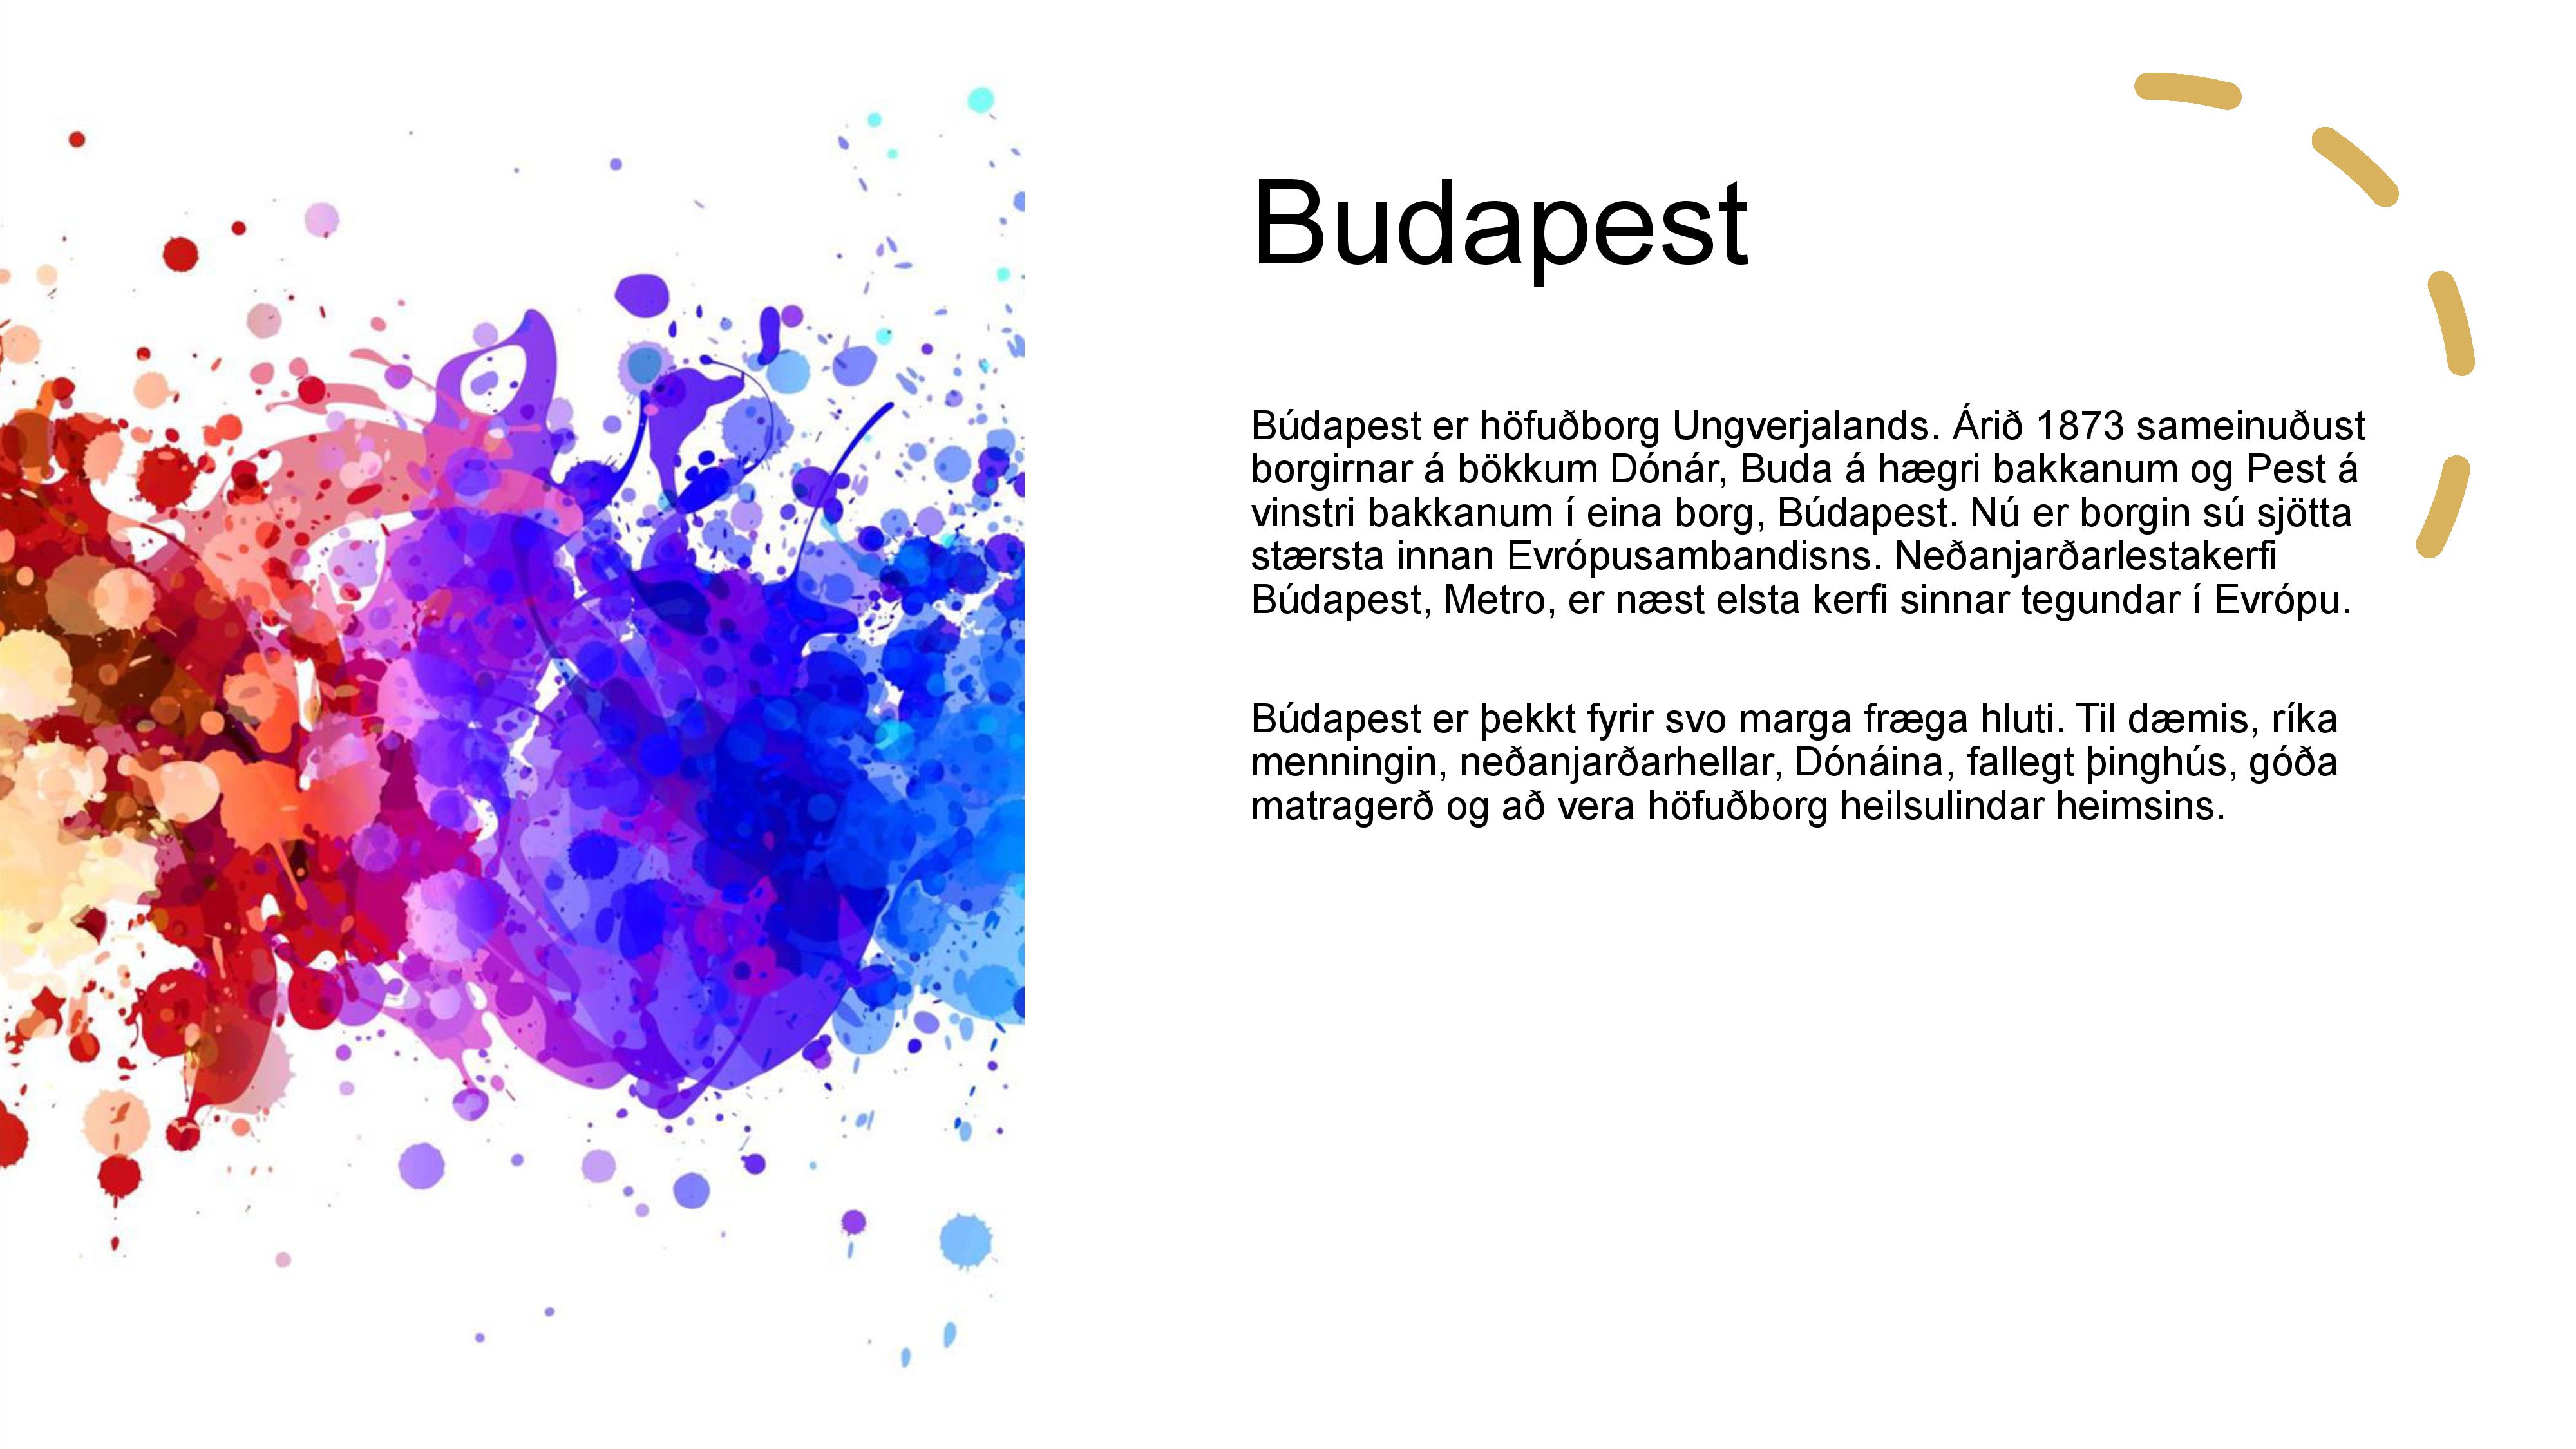 Budapest
Búdapest er höfuðborg Ungverjalands. Árið 1873 sameinuðust
borgirnar á bökkum Dónár, Buda á hægri bakkanum og Pest á
vinstri bakkanum í eina borg, Búdapest. Nú er borgin sú sjötta
stærsta innan Evrópusambandisns. Neðanjarðarlestakerfi
Búdapest, Metro, er næst elsta kerfi sinnar tegundar í Evrópu.
Búdapest er þekkt fyrir svo marga fræga hluti. Til dæmis, ríka
menningin, neðanjarðarhellar, Dónáina, fallegt þinghús, góða
matragerð og að vera höfuðborg heilsulindar heimsins.